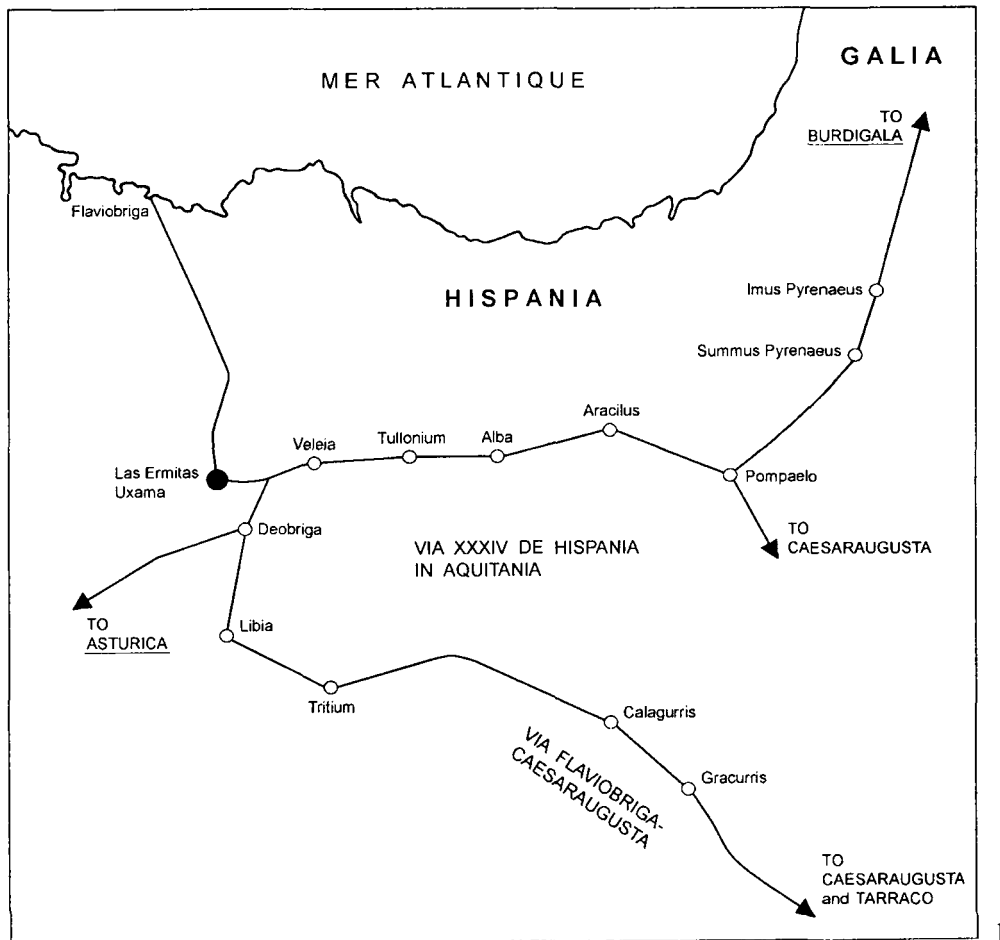 GALIA
MER ATLANTIQUE
TO
BURDIGALA
Flaviobriga
Imus Pyrenaeus
HISPANIA
Summus Pyrenaeus
Aracilus
Veleia
Tullonium
Alba
Las Ermitas
Uxama
Pompaelo
Deobriga
VIA XXXIV DE HISPANIA
IN AQUITANIA
TO
CAESARAUGUSTA
TO
ASTURICA
Libia
Tritium
Calagurris
VIA FLAVIOBRIGA-
CAESARAUGUSTA
Gracurris
TO
CAESARAUGUSTA
and TARRACO
1